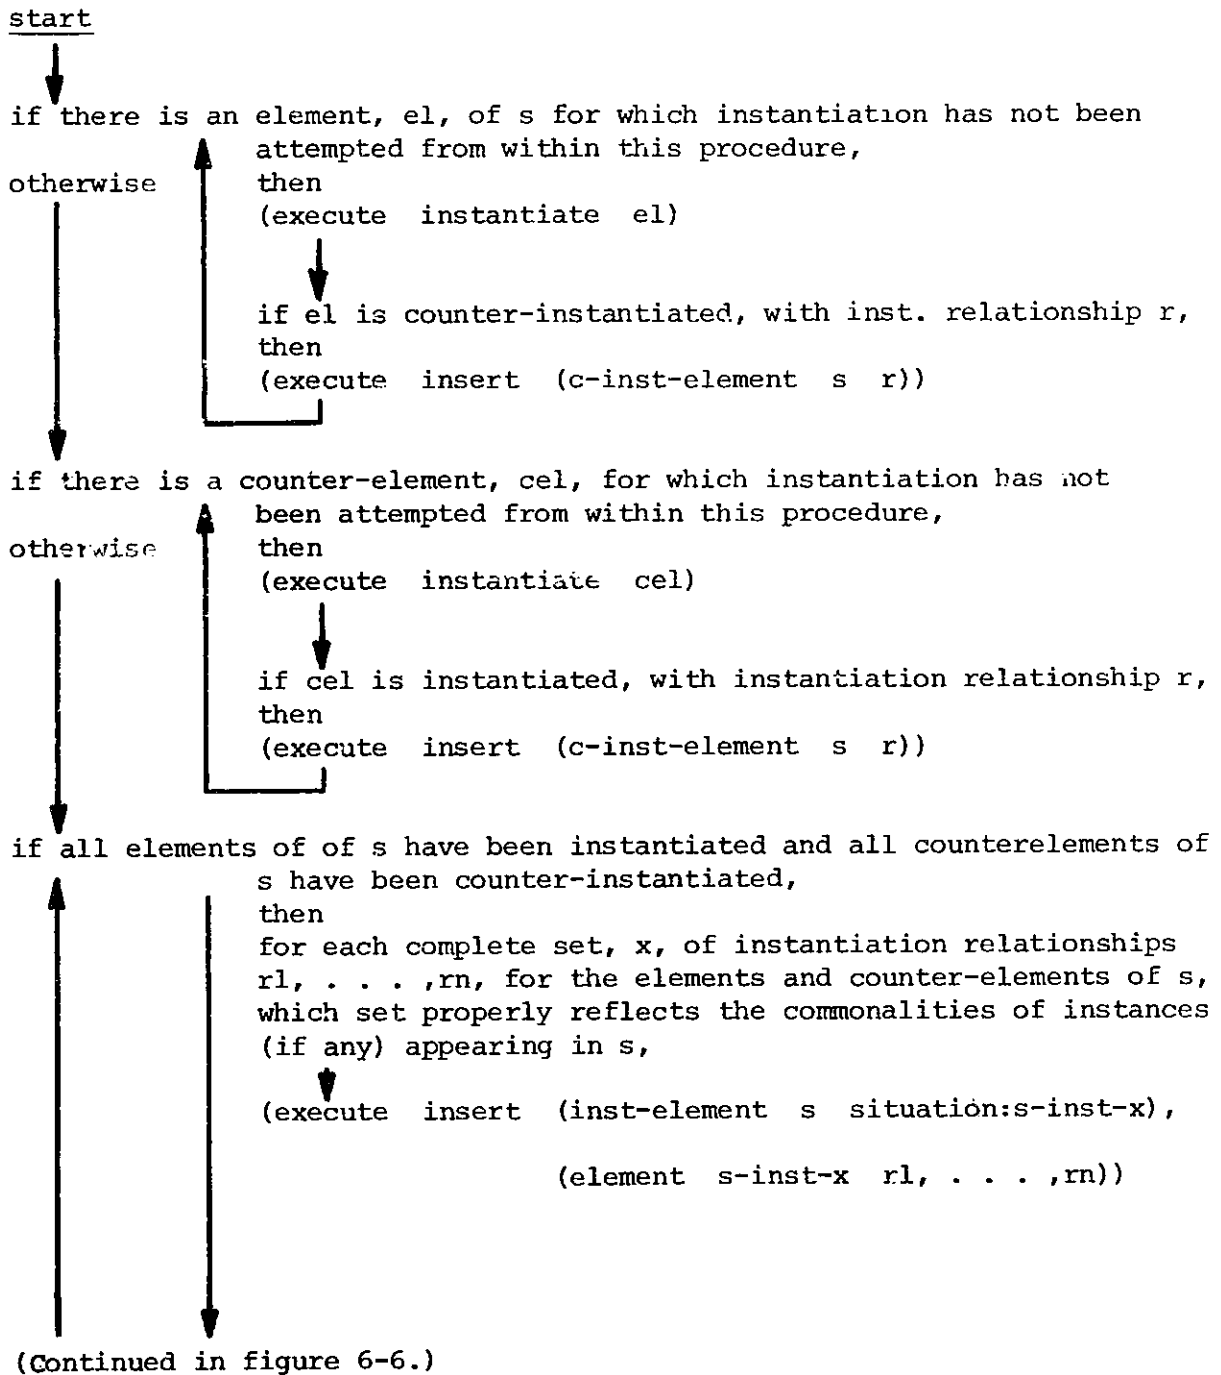 start
if there is an element, el, of s for which instantiation has not been
attempted from within this procedure,
otherwise then
(execute instantiate el)
if el is counter-instantiated, with inst. relationship r,
then
(execute insert (c-inst-element s r))
if there is a counter-element, cel, for which instantiation has not
been attempted from within this procedure,
otherwise then
(execute instantiate cel)
if cel is instantiated, with instantiation relationship r,
then
(execute insert (c-inst-element s r))
if all elements of of s have been instantiated and all counterelements of
s have been counter-instantiated,
then
for each complete set, x, of instantiation relationships
rl, . . . ,rn, for the elements and counter-elements of s,
which set properly reflects the commonalities of instances
(if any) appearing in s,
(execute insert (inst-element s situation:s-inst-x),
(element s-inst-x rl, . . . ,rn))
(Continued in figure 6-6.)